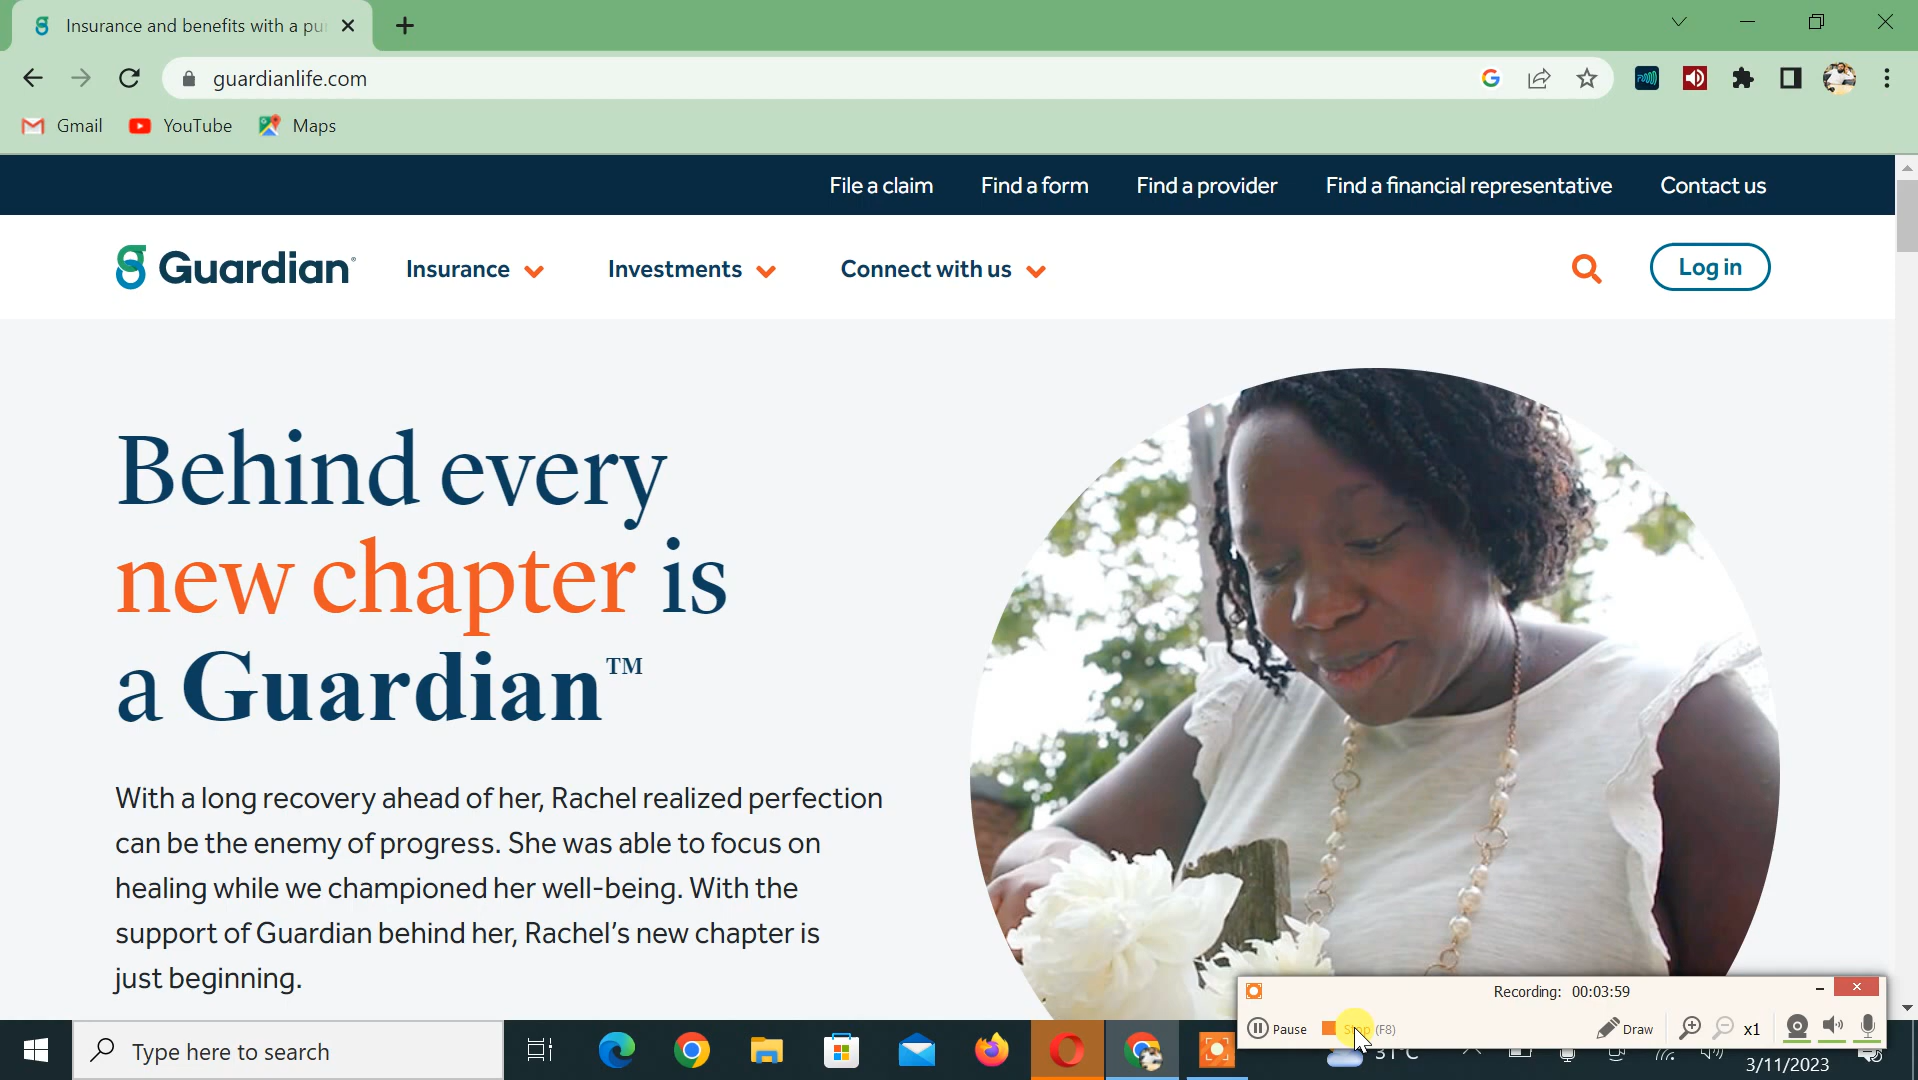 Insurance and benefits with a pu
guardianlife.com
Gmail YouTube Maps
File a claim Find a form Find a provider Find a financial representative Contact us
Guardian Insurance Investments Connect with us Log in
Behind every
new chapter is
a Guardian™
With a long recovery ahead of her, Rachel realized perfection
can be the enemy of progress. She was able to focus on
healing while we championed her well-being. With the
support of Guardian behind her, Rachel's new chapter is
just beginning.
Recording: 00:03:59
Pause Stop (F8) Draw x1
Type here to search 31°C
3/11/2023